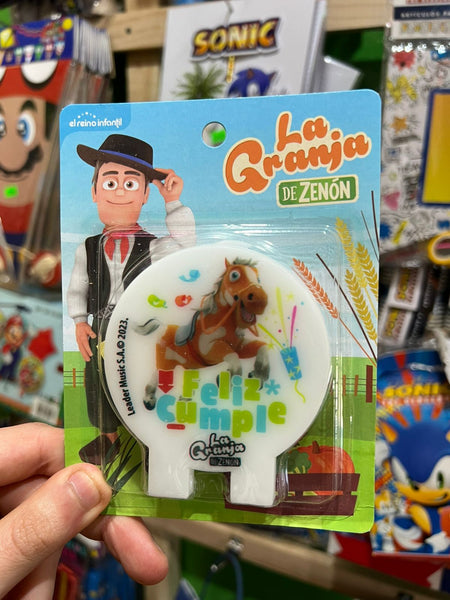 SONIC
el reino infantil
La
Granja
DE ZENÓN
Leader Music S.A.© 2023.
¡Feliz
Cumple
La
Granja
DE ZENÓN
SONIC